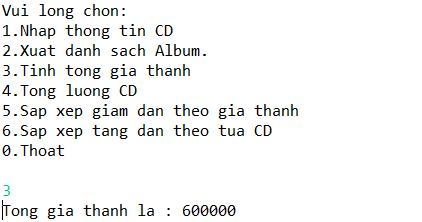 Vui long chon:
1.Nhap thong tin CD
2.Xuat danh sach Album.
3.Tinh tong gia thanh
4.Tong luong CD
5.Sap xep giam dan theo gia thanh
6.Sap xep tang dan theo tua CD
0.Thoat
3
Tong gia thanh la : 600000